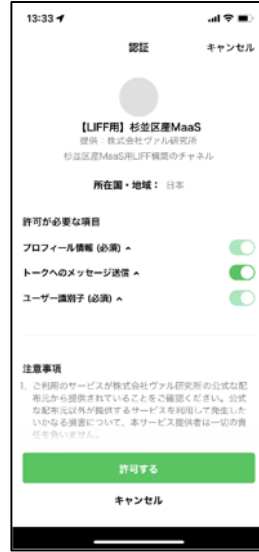 13:33
認証
キャンセル
【LIFF用】杉並区産MaaS
提供：株式会社ヴァル研究所
杉並区産MaaS用LIFF構築のチャネル
所在国・地域： 日本
許可が必要な項目
プロフィール情報 (必須)
トークへのメッセージ送信
ユーザー識別子 (必須)
注意事項
1. ご利用のサービスが株式会社ヴァル研究所の公式な配
布元から提供されていることをご確認ください。公式
な配布元以外が提供するサービスを利用して発生した
いかなる損害について、本サービス提供者は一切の責
任を負いません。
許可する
キャンセル